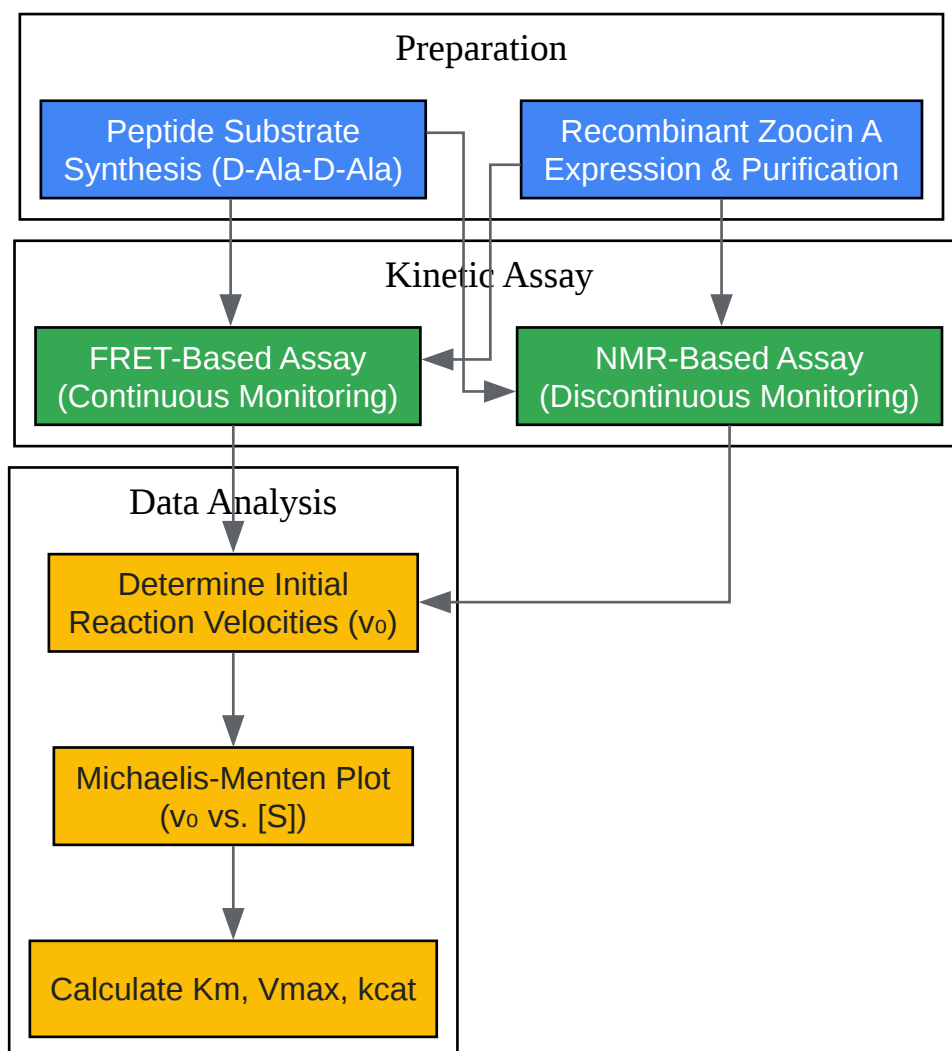 Preparation
Peptide Substrate
Synthesis (D-Ala-D-Ala)
Recombinant Zoocin A
Expression & Purification
Kinetic Assay
FRET-Based Assay
(Continuous Monitoring)
NMR-Based Assay
(Discontinuous Monitoring)
Data Analysis
Determine Initial
Reaction Velocities (v₀)
Michaelis-Menten Plot
(v₀ vs. [S])
Calculate Km, Vmax, kcat